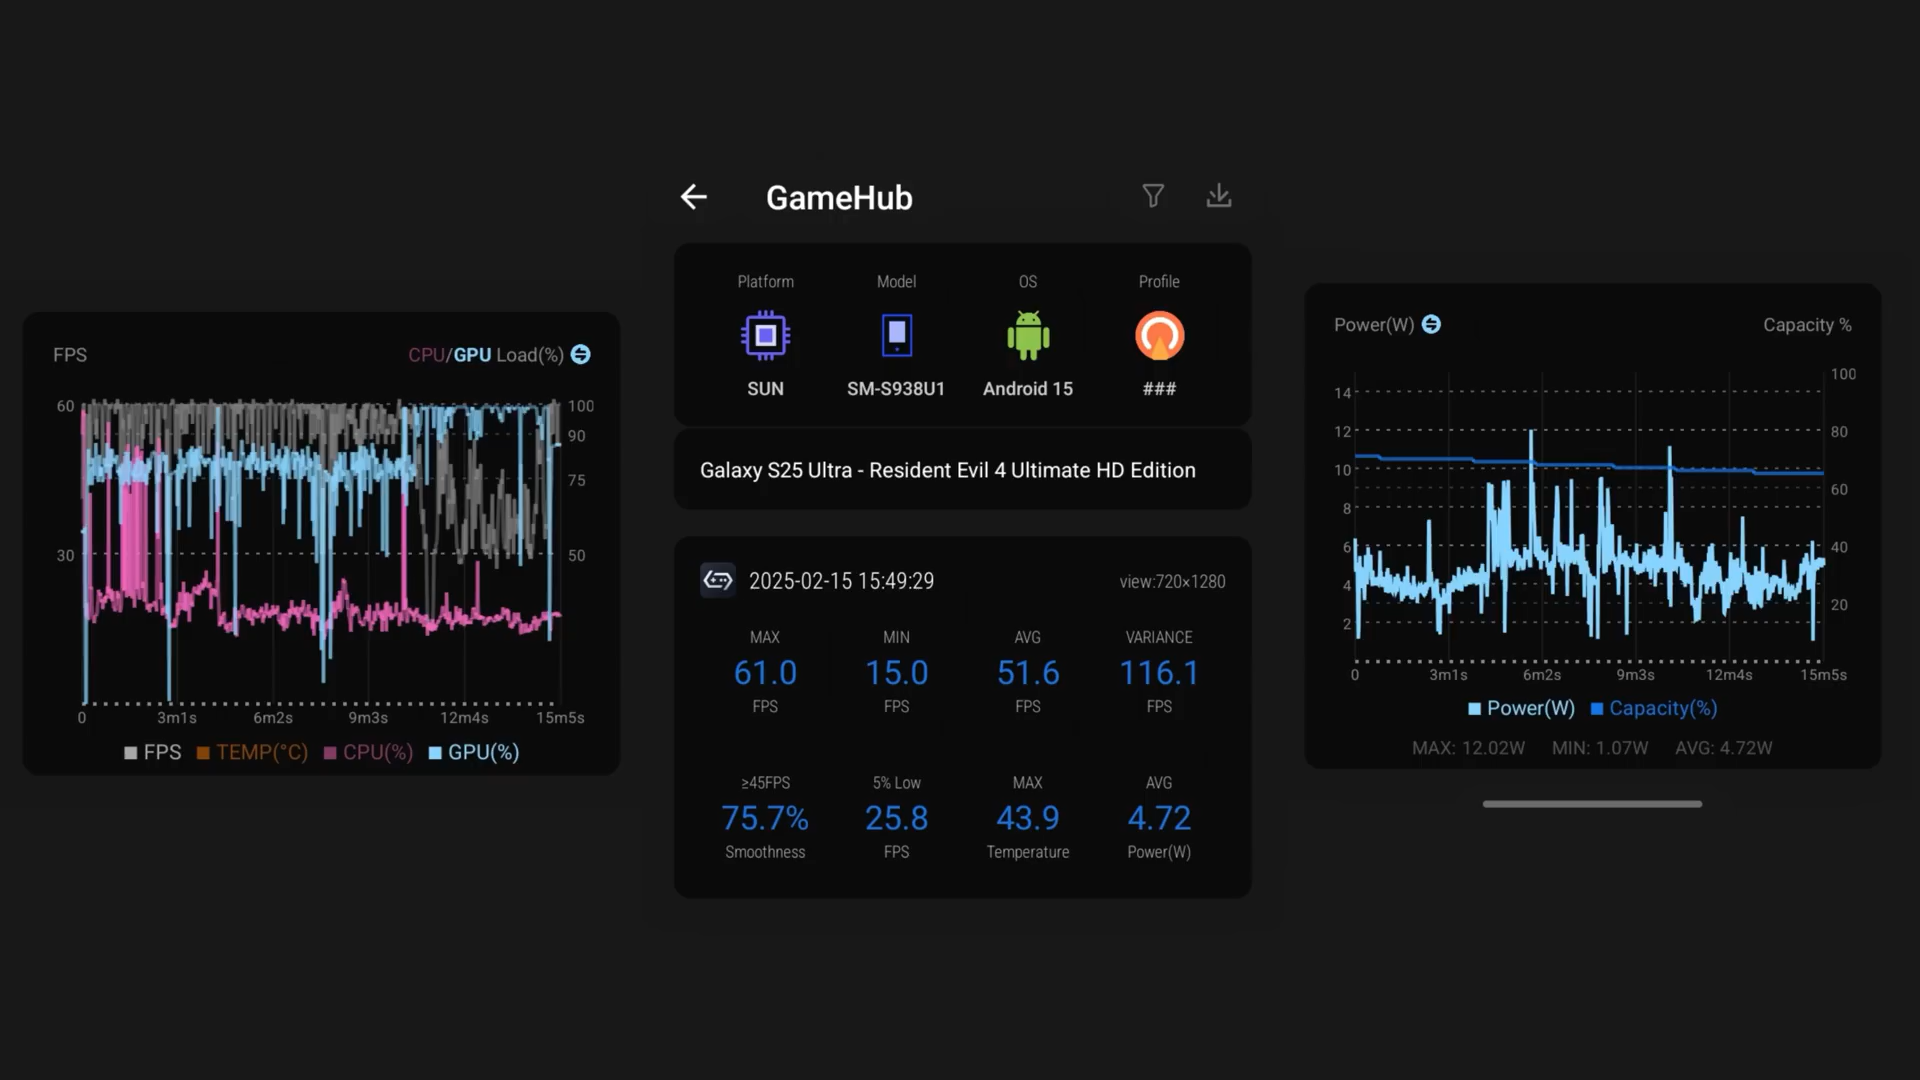 FPS
CPU/GPU Load(%)
60
30
100
90
75
50
0
3m1s
6m2s
9m3s
12m4s
15m5s
FPS
TEMP(°C)
CPU(%)
GPU(%)
GameHub
Platform
Model
OS
Profile
SUN
SM-S938U1
Android 15
###
Galaxy S25 Ultra - Resident Evil 4 Ultimate HD Edition
2025-02-15 15:49:29
view:720×1280
MAX
MIN
AVG
VARIANCE
61.0
15.0
51.6
116.1
FPS
FPS
FPS
FPS
≥45FPS
5% Low
MAX
AVG
75.7%
25.8
43.9
4.72
Smoothness
FPS
Temperature
Power(W)
Power(W)
Capacity %
14
12
10
8
6
4
2
100
80
60
40
20
0
3m1s
6m2s
9m3s
12m4s
15m5s
Power(W)
Capacity(%)
MAX: 12.02W
MIN: 1.07W
AVG: 4.72W